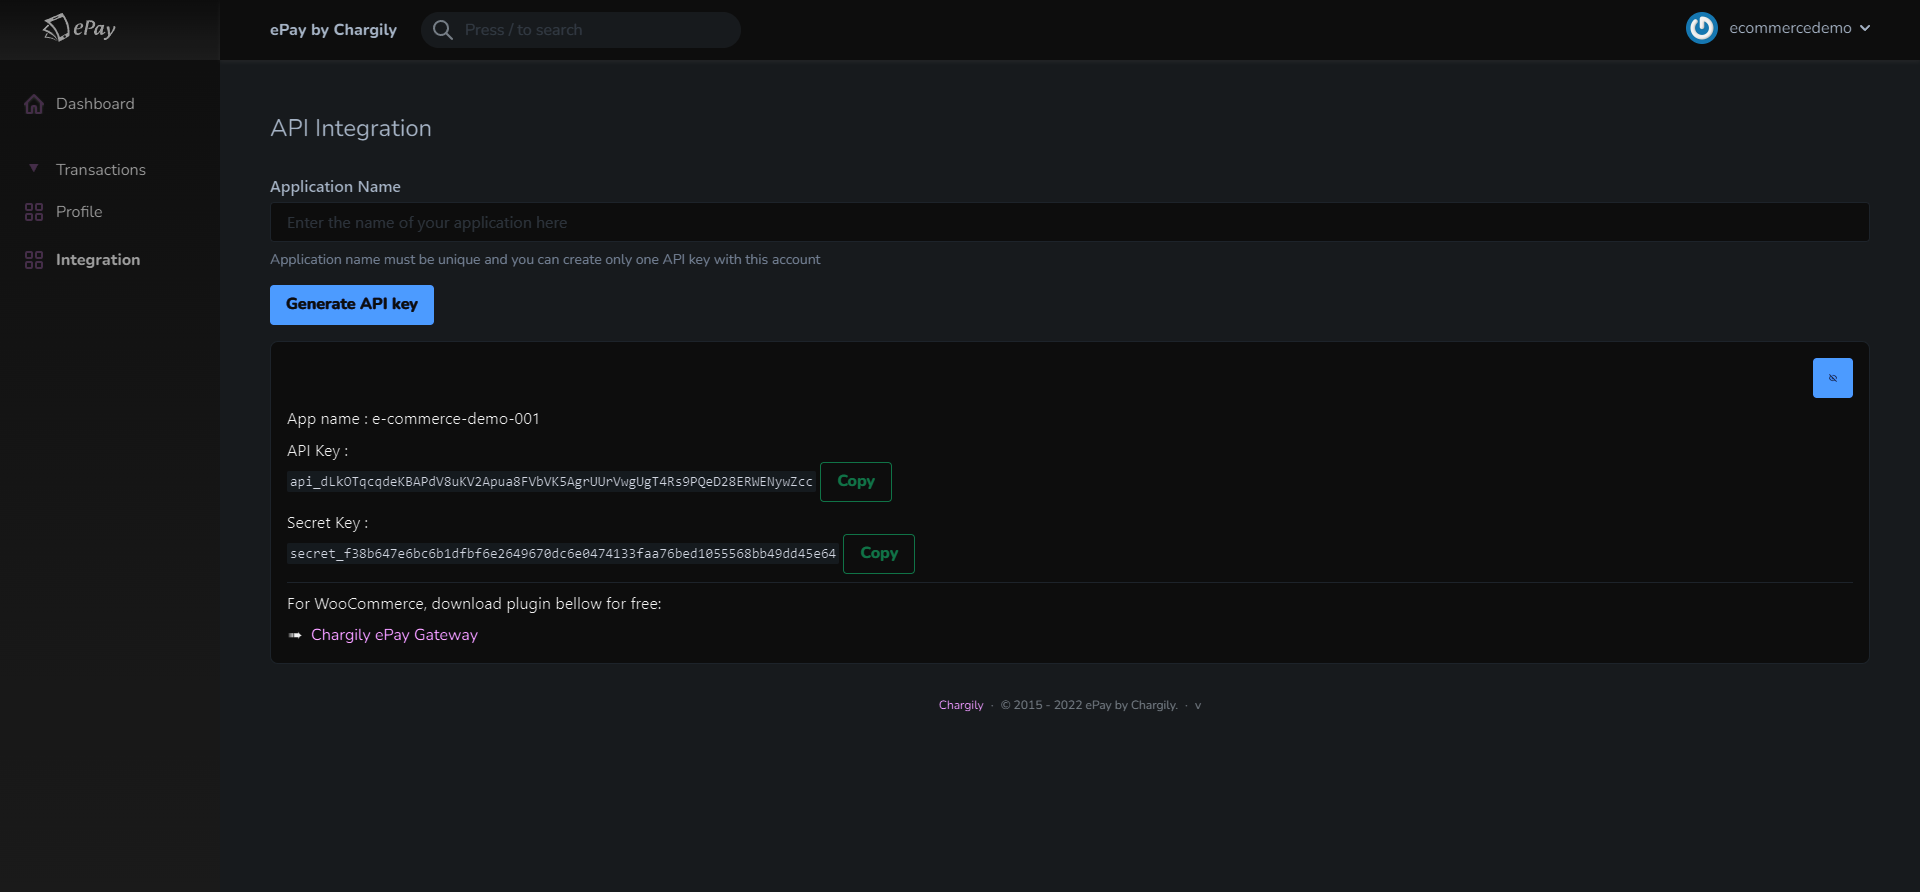 ePay
ePay by Chargily
Press / to search
ecommercedemo
Dashboard
Transactions
Profile
Integration
API Integration
Application Name
Enter the name of your application here
Application name must be unique and you can create only one API key with this account
Generate API key
App name : e-commerce-demo-001
API Key :
api_dLkOTqcqdeKBAPdV8uKV2Apua8FVbVK5AgrUUrVwgUgT4Rs9PQeD28ERWENywZcc
Copy
Secret Key :
secret_f38b647e6bc6b1dfbf6e2649670dc6e0474133faa76bed1055568bb49dd45e64
Copy
For WooCommerce, download plugin bellow for free:
➠ Chargily ePay Gateway
Chargily · © 2015 - 2022 ePay by Chargily. · v